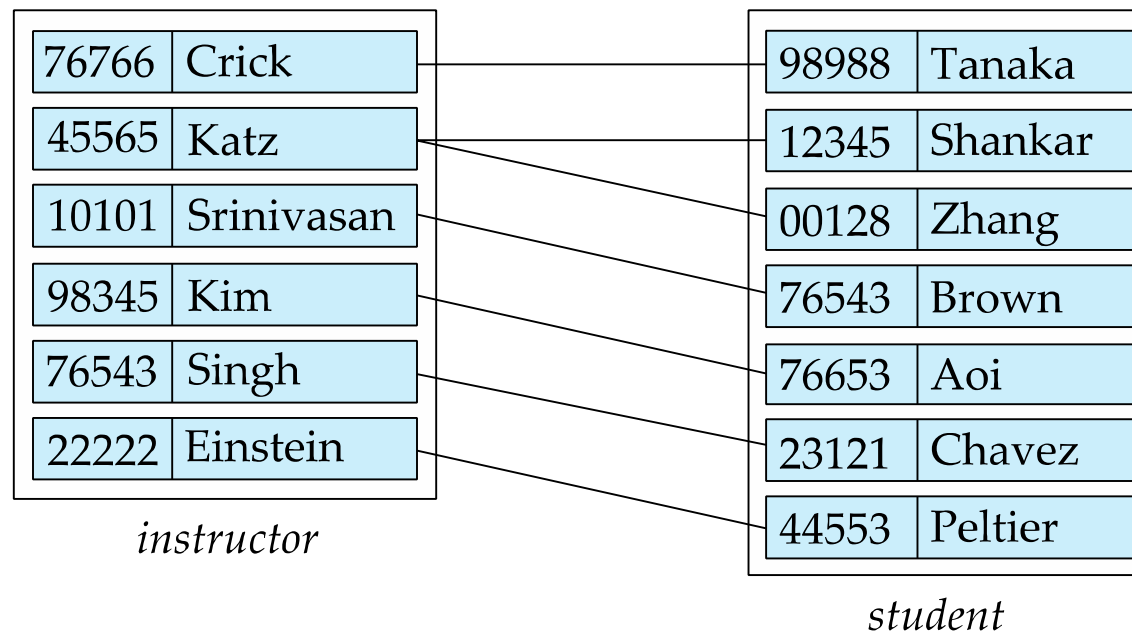 76766 Crick
45565 Katz
10101 Srinivasan
98345 Kim
76543 Singh
22222 Einstein
instructor
98988 Tanaka
12345 Shankar
00128 Zhang
76543 Brown
76653 Aoi
23121 Chavez
44553 Peltier
student